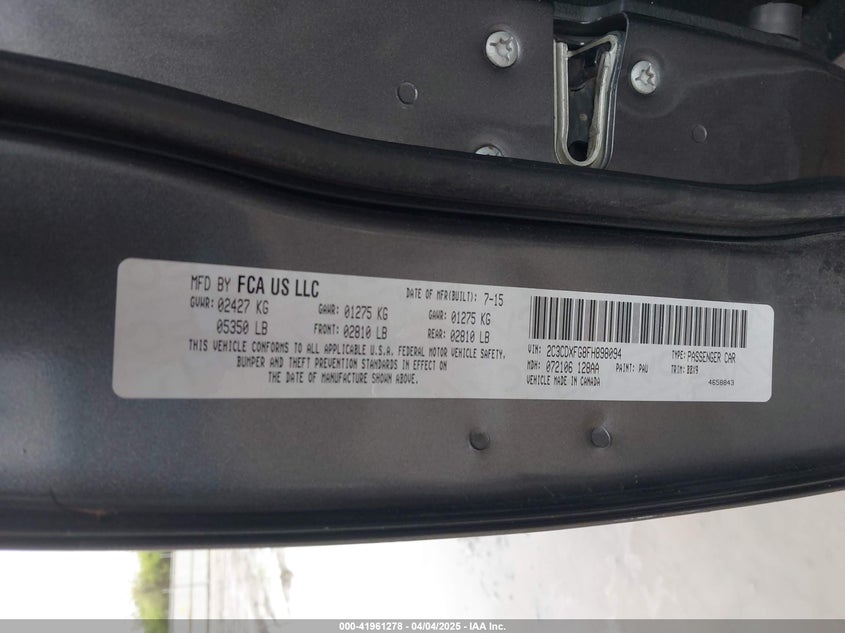 MFD BY FCA US LLC DATE OF MFR(BUILT): 7-15
GVWR: 02427 KG GAWR: 01275 KG GAWR: 01275 KG
05350 LB FRONT: 02810 LB REAR: 02810 LB
THIS VEHICLE CONFORMS TO ALL APPLICABLE U.S.A. FEDERAL MOTOR VEHICLE SAFETY,
BUMPER AND THEFT PREVENTION STANDARDS IN EFFECT ON
THE DATE OF MANUFACTURE SHOWN ABOVE.
VIN: 2C3CDXFG8FH898094 TYPE: PASSENGER CAR
MDH: 072106 128AA PAINT: PAU TRIM: BBX9
VEHICLE MADE IN CANADA 4658843
000-41961278 - 04/04/2025 - IAA Inc.